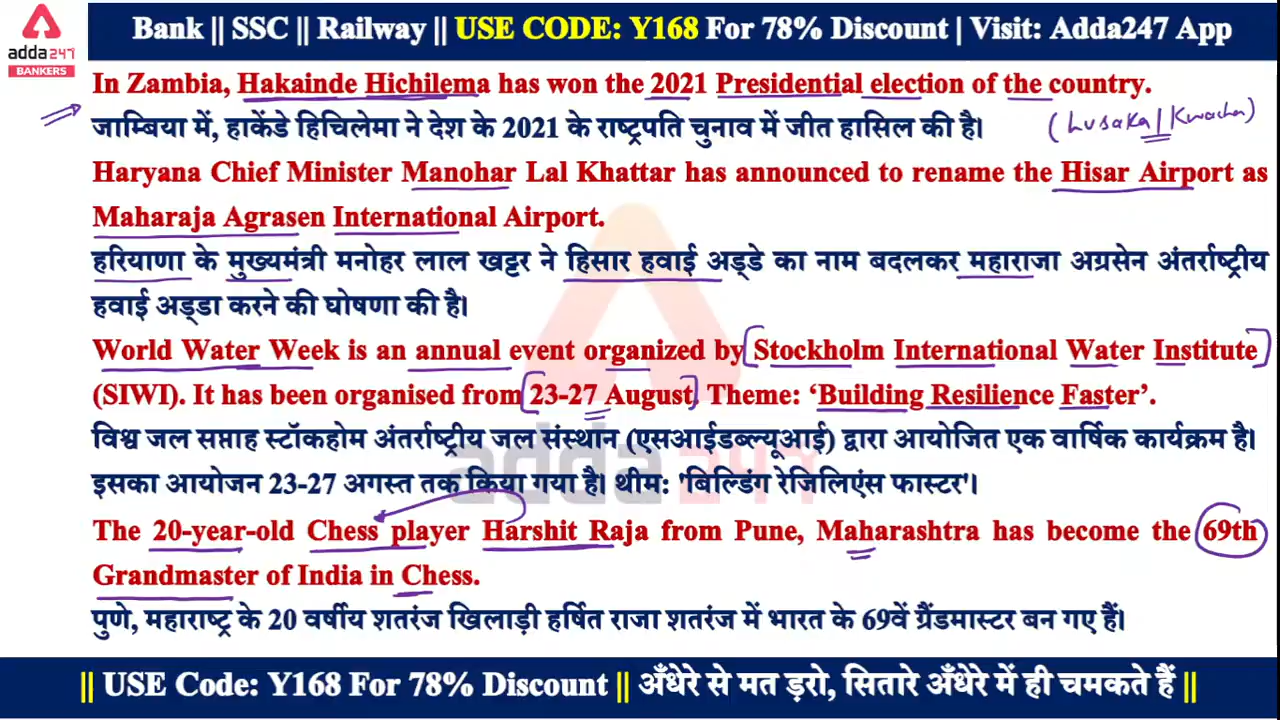 Bank || SSC || Railway || USE CODE: Y168 For 78% Discount | Visit: Adda247 App
adda247
BANKERS
In Zambia, Hakainde Hichilema has won the 2021 Presidential election of the country.
जाम्बिया में, हाकेंडे हिचिलेमा ने देश के 2021 के राष्ट्रपति चुनाव में जीत हासिल की है।
(Lusaka/Kwacha)
Haryana Chief Minister Manohar Lal Khattar has announced to rename the Hisar Airport as
Maharaja Agrasen International Airport.
हरियाणा के मुख्यमंत्री मनोहर लाल खट्टर ने हिसार हवाई अड्डे का नाम बदलकर महाराजा अग्रसेन अंतर्राष्ट्रीय
हवाई अड्डा करने की घोषणा की है।
World Water Week is an annual event organized by Stockholm International Water Institute
(SIWI). It has been organised from 23-27 August. Theme: ‘Building Resilience Faster’.
विश्व जल सप्ताह स्टॉकहोम अंतर्राष्ट्रीय जल संस्थान (एसआईडब्ल्यूआई) द्वारा आयोजित एक वार्षिक कार्यक्रम है।
इसका आयोजन 23-27 अगस्त तक किया गया है। थीम: 'बिल्डिंग रेजिलिएंस फास्टर'।
adda247
The 20-year-old Chess player Harshit Raja from Pune, Maharashtra has become the 69th
Grandmaster of India in Chess.
पुणे, महाराष्ट्र के 20 वर्षीय शतरंज खिलाड़ी हर्षित राजा शतरंज में भारत के 69वें ग्रैंडमास्टर बन गए हैं।
|| USE Code: Y168 For 78% Discount || अँधेरे से मत ड़रो, सितारे अँधेरे में ही चमकते हैं ||